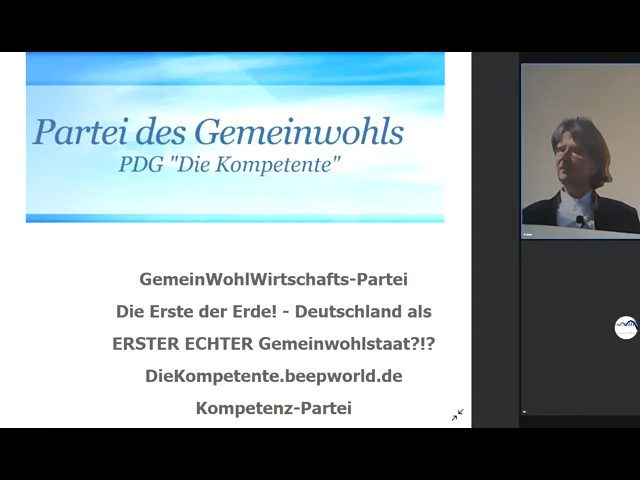 Partei des Gemeinwohls
PDG "Die Kompetente"
GemeinWohlWirtschafts-Partei
Die Erste der Erde! - Deutschland als
ERSTER ECHTER Gemeinwohlstaat?!?
DieKompetente.beepworld.de
Kompetenz-Partei